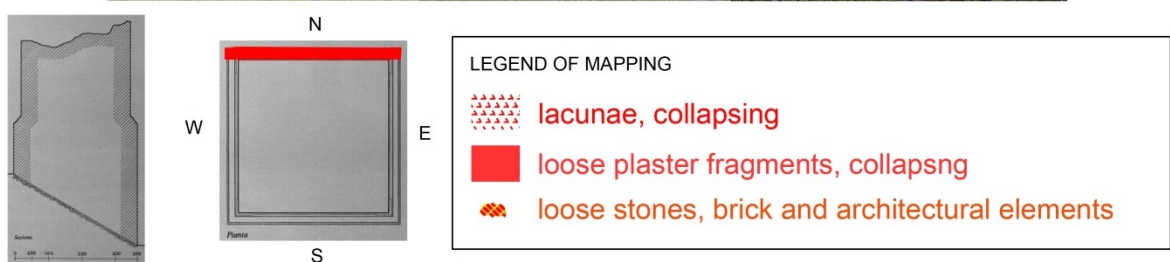 N
W
E
S
Sezione
Pianta
LEGEND OF MAPPING
lacunae, collapsing
loose plaster fragments, collapsng
loose stones, brick and architectural elements